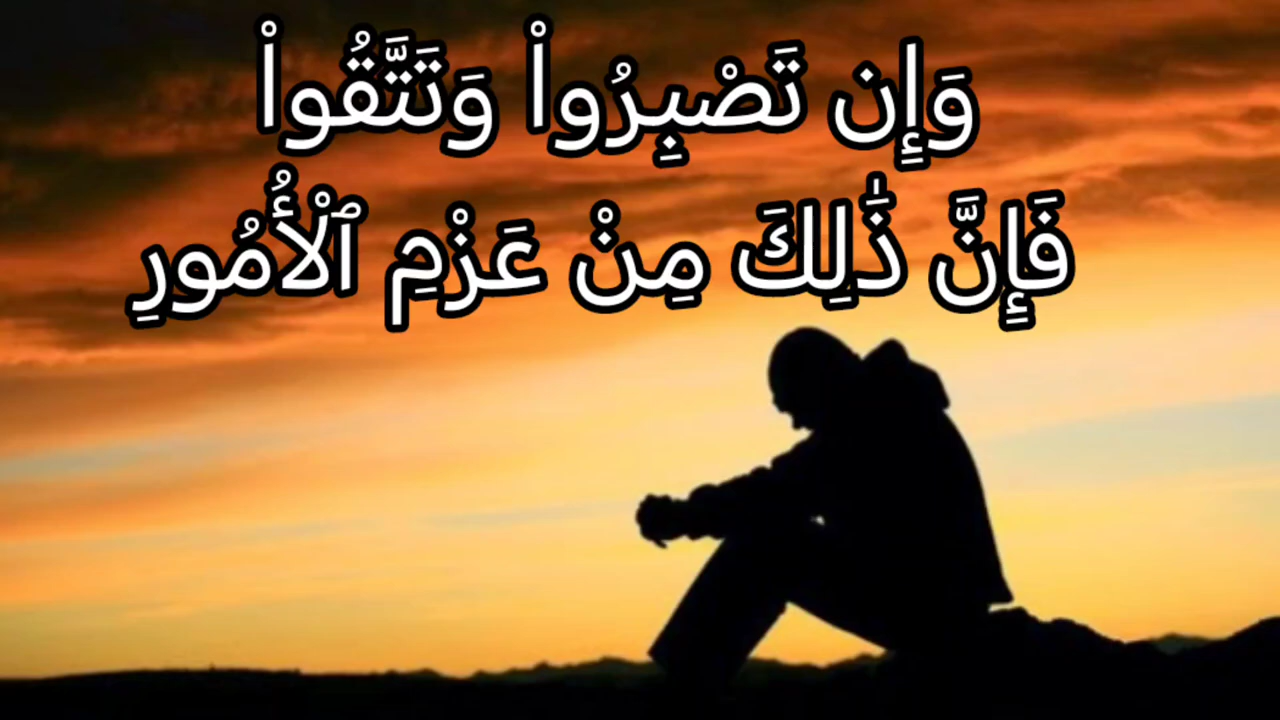 وَإِن تَصْبِرُواْ وَتَتَّقُواْ
فَإِنَّ ذَٰلِكَ مِنْ عَزْمِ ٱلْأُمُورِ